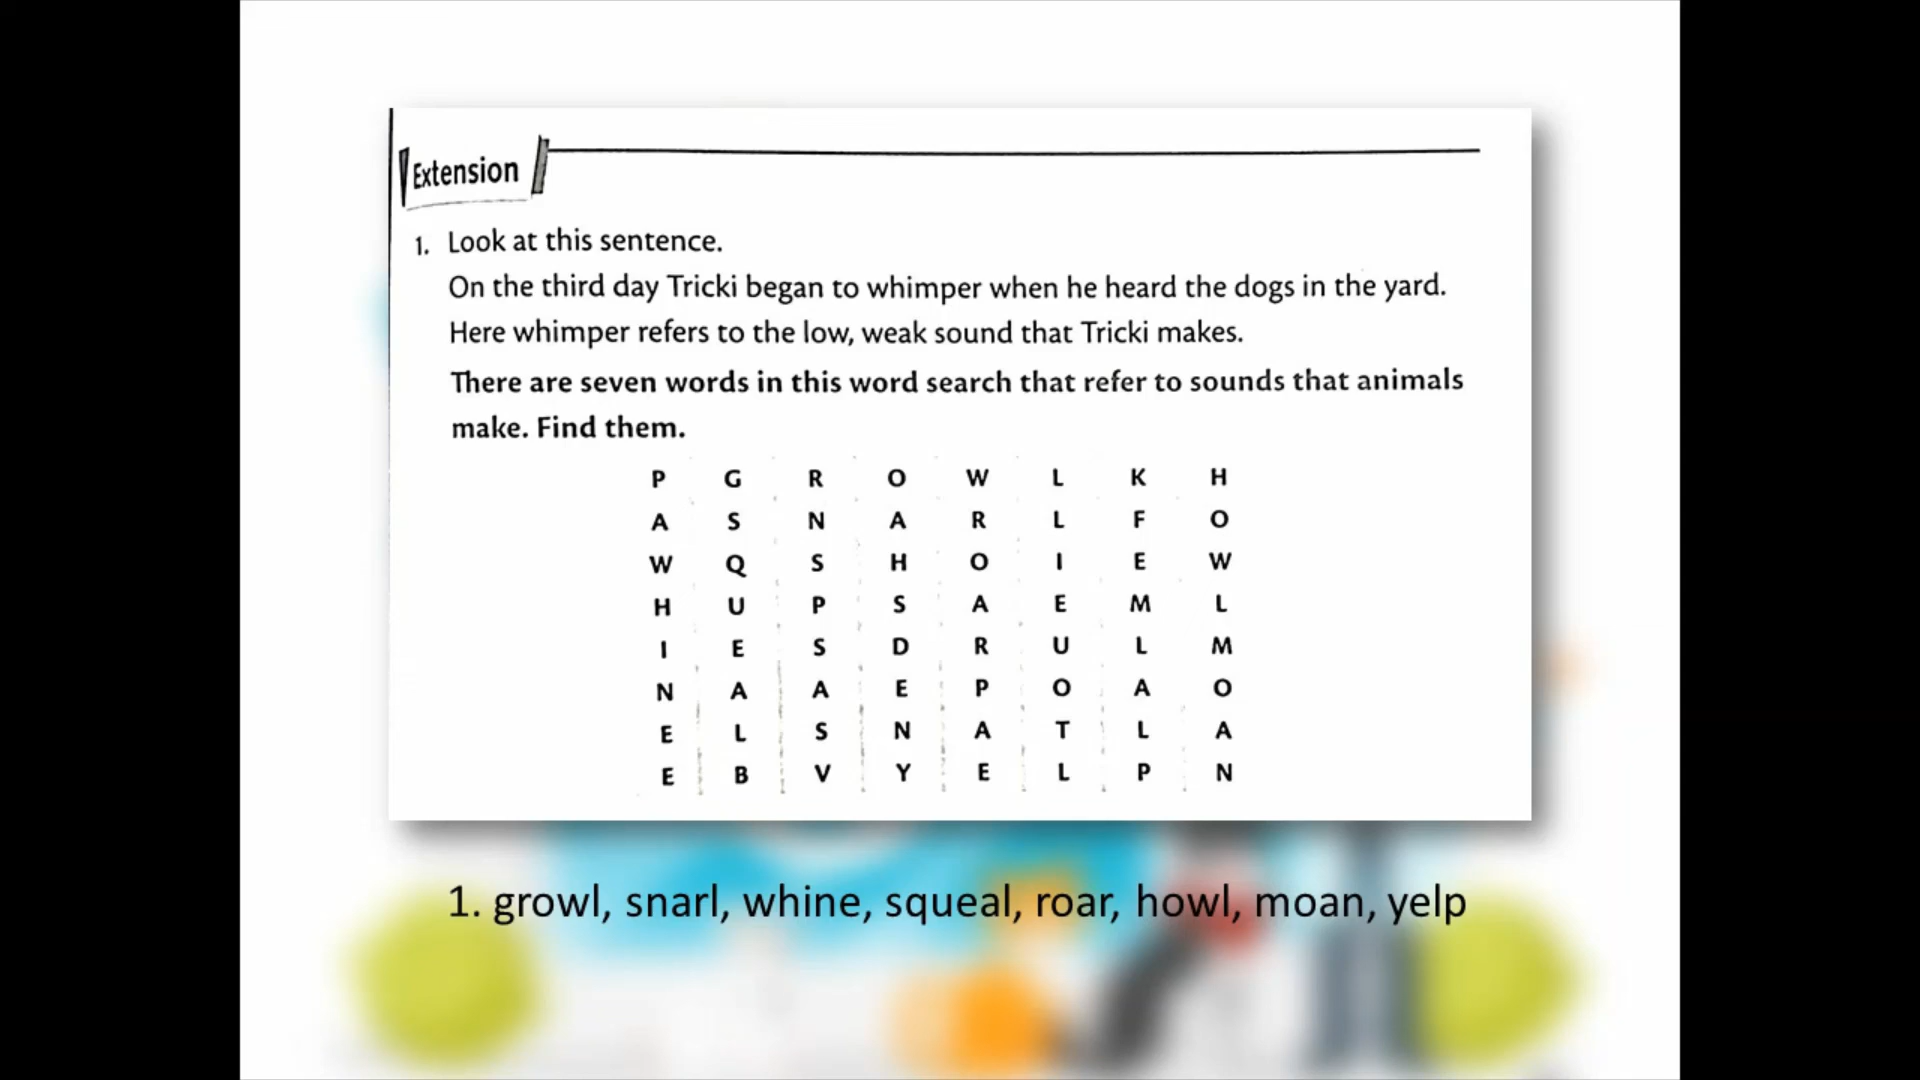 Extension
1. Look at this sentence.
On the third day Tricki began to whimper when he heard the dogs in the yard.
Here whimper refers to the low, weak sound that Tricki makes.
There are seven words in this word search that refer to sounds that animals
make. Find them.
P G R O W L K H
A S N A R L F O
W Q S H O I E W
H U P S A E M L
I E S D R U L M
N A A E P O A O
E L S N A T L A
E B V Y E L P N
1. growl, snarl, whine, squeal, roar, howl, moan, yelp